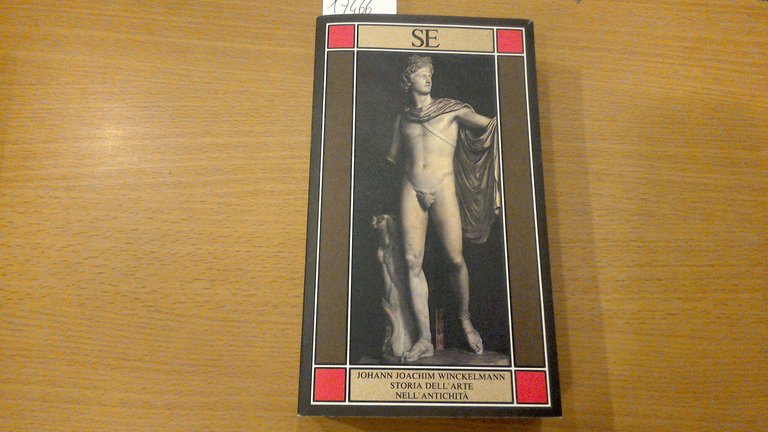 17466
SE
JOHANN JOACHIM WINCKELMANN
STORIA DELL'ARTE
NELL'ANTICHITÀ